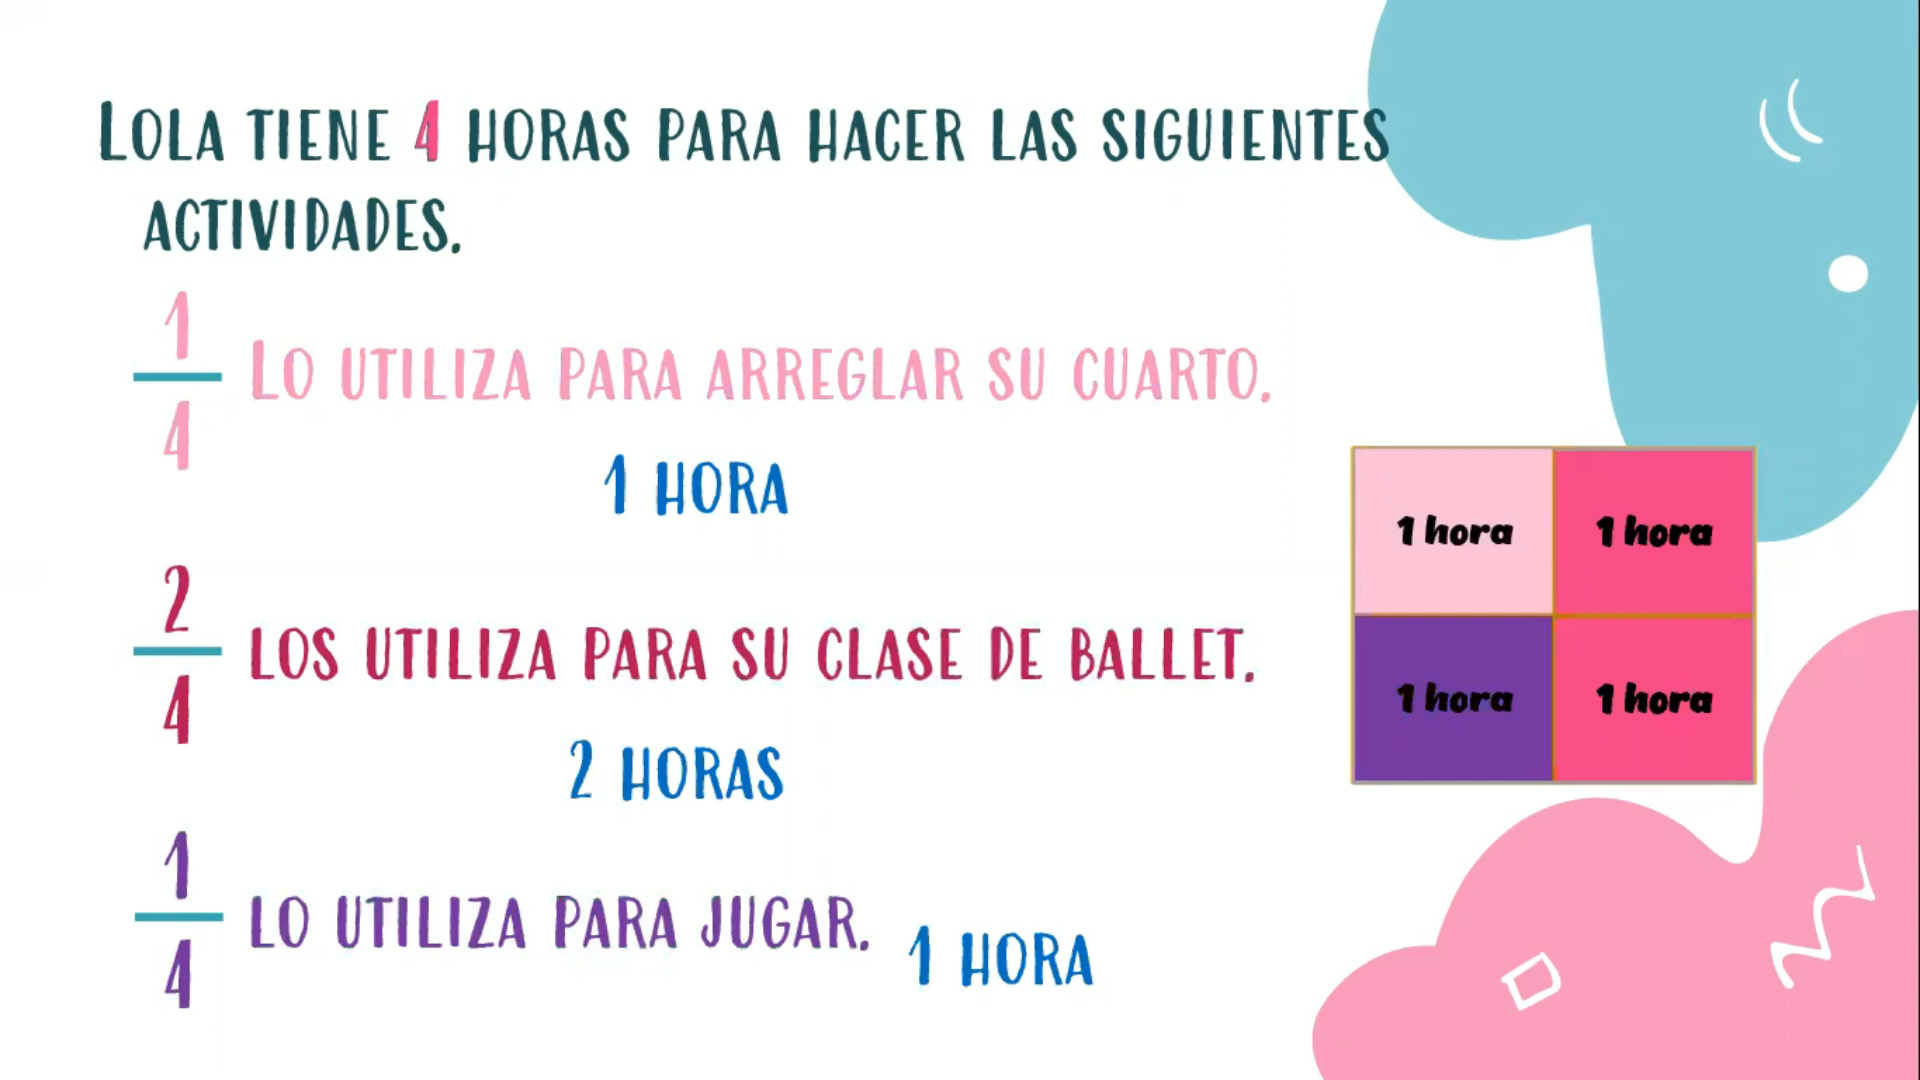 LOLA TIENE 4 HORAS PARA HACER LAS SIGUIENTES
ACTIVIDADES.
1
4
LO UTILIZA PARA ARREGLAR SU CUARTO.
1 HORA
2
4
LOS UTILIZA PARA SU CLASE DE BALLET.
2 HORAS
1
4
LO UTILIZA PARA JUGAR.
1 HORA
1 hora
1 hora
1 hora
1 hora